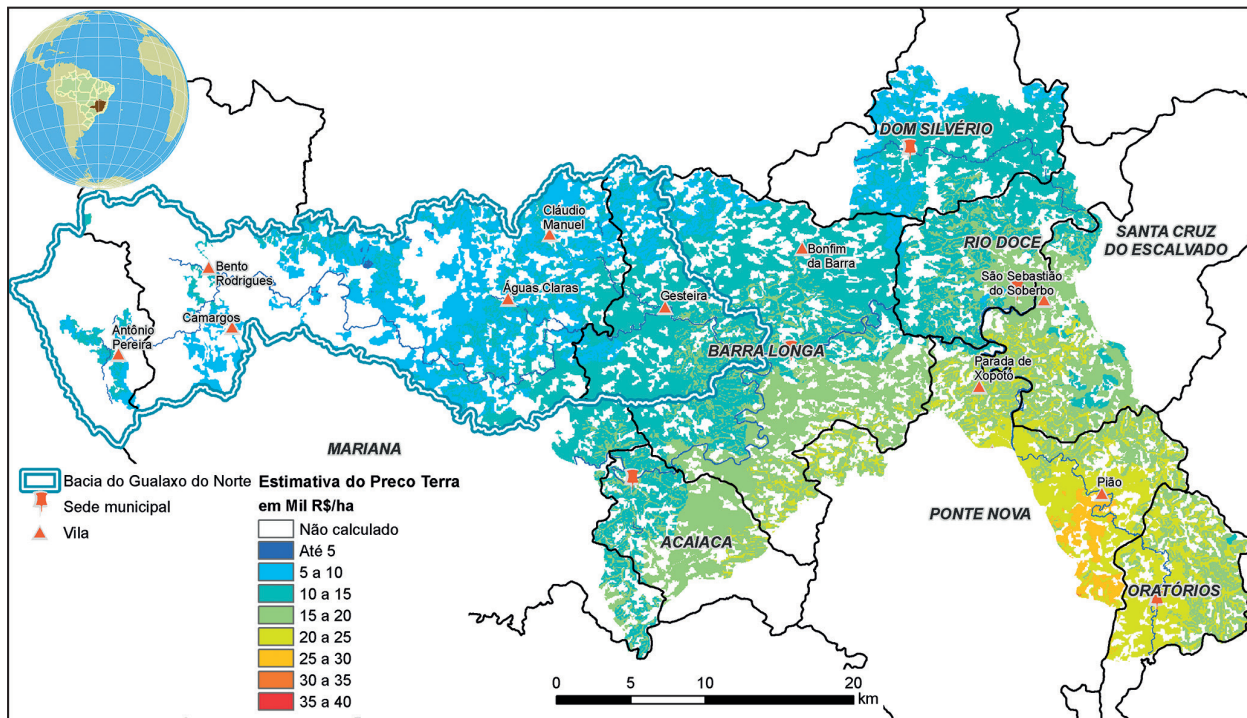 DOM SILVÉRIO
SANTA CRUZ
DO ESCALVADO
RIO DOCE
Cláudio
Manuel
Bonfim
da Barra
Bento
Rodrigues
São Sebastião
do Soberbo
Águas Claras
Gesteira
Camargos
Antônio
Pereira
BARRA LONGA
Parada de
Xopotó
MARIANA
Pião
PONTE NOVA
ACAIACA
ORATÓRIOS
Bacia do Gualaxo do Norte
Sede municipal
Vila
Estimativa do Preco Terra
em Mil R$/ha
Não calculado
Até 5
5 a 10
10 a 15
15 a 20
20 a 25
25 a 30
30 a 35
35 a 40
0 5 10 20
km